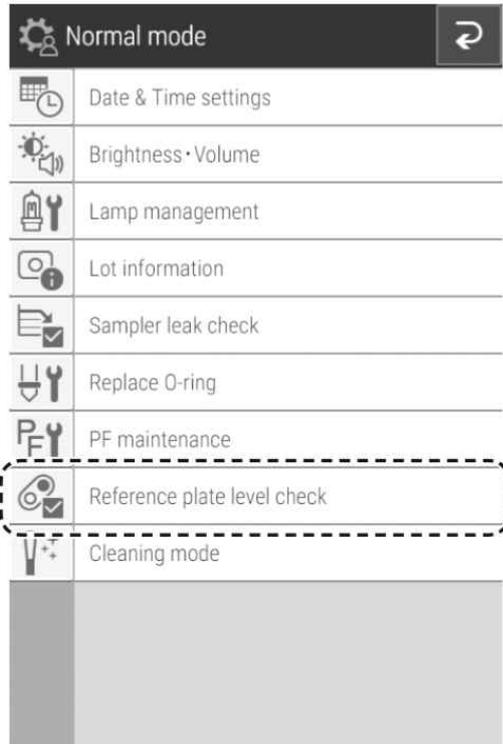 Normal mode
Date & Time settings
Brightness・Volume
Lamp management
Lot information
Sampler leak check
Replace O-ring
PF
PF maintenance
Reference plate level check
Cleaning mode